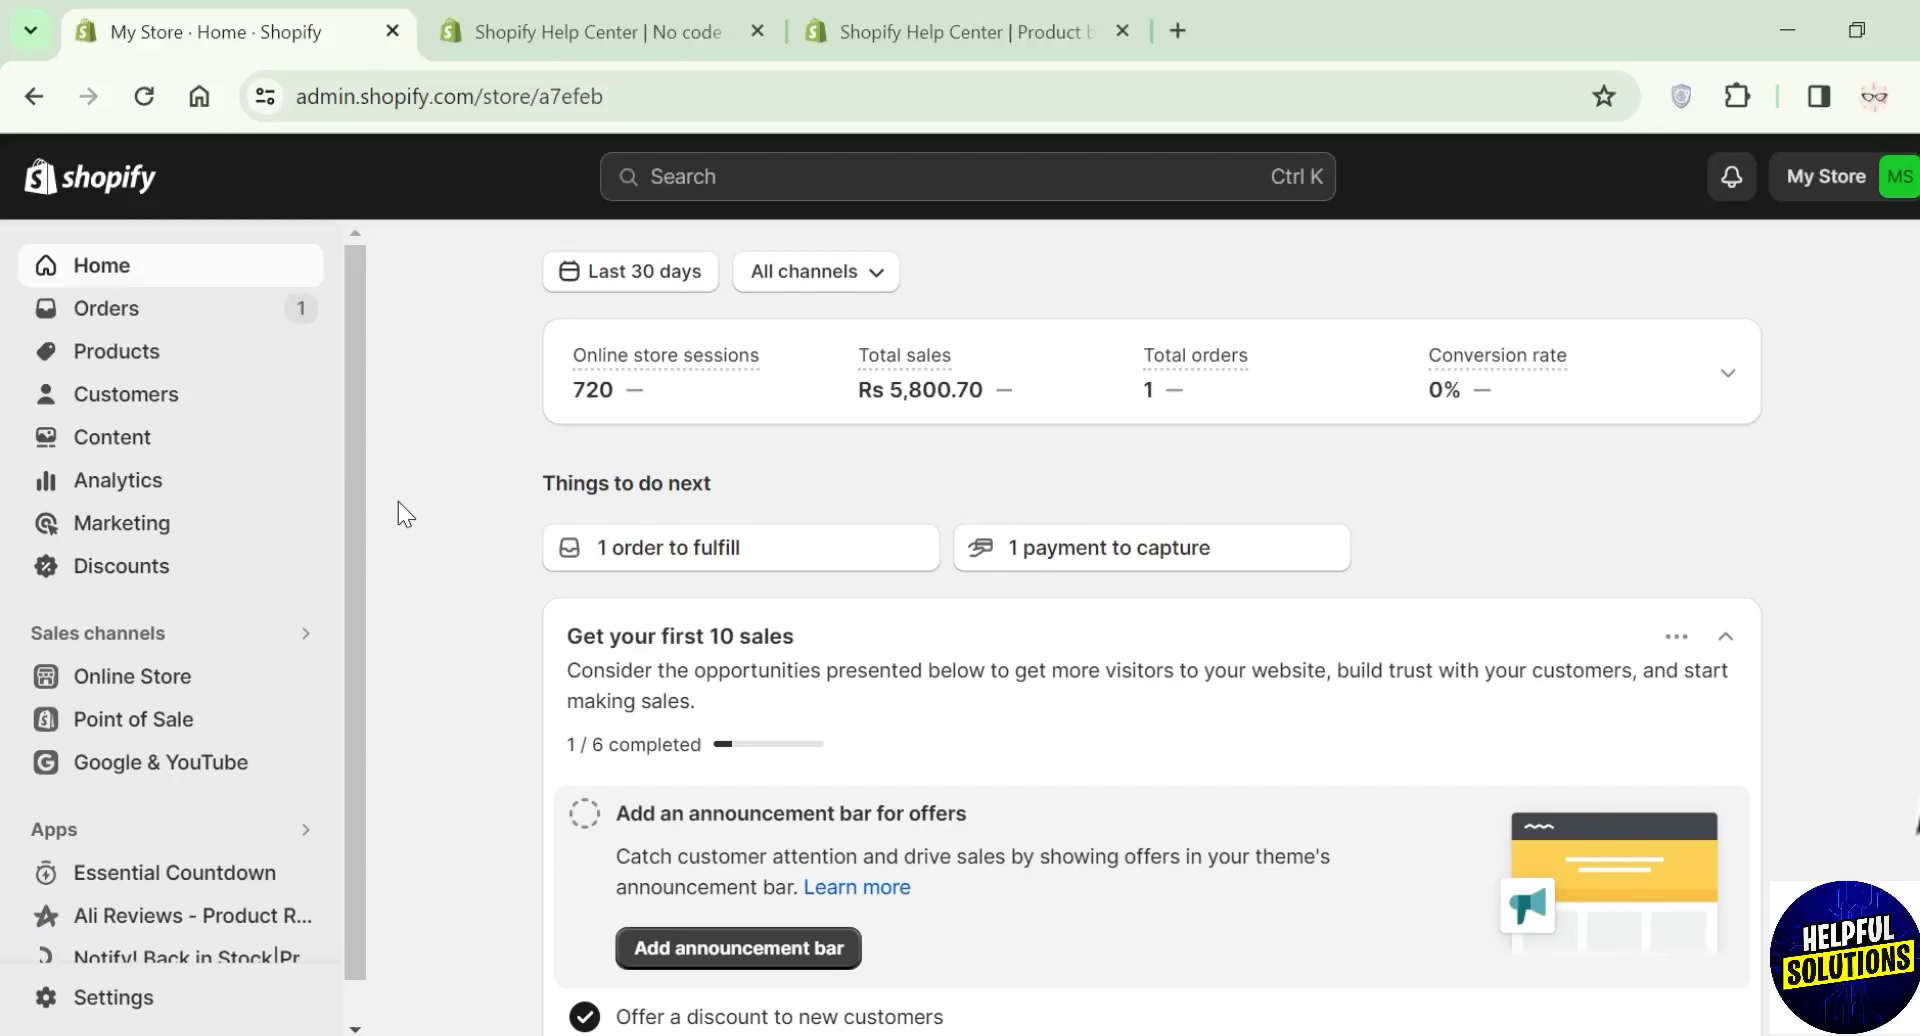 My Store · Home · Shopify
Shopify Help Center | No code
Shopify Help Center | Product b
admin.shopify.com/store/a7efeb
shopify
Search
Ctrl K
My Store
MS
Home
Orders
1
Products
Customers
Content
Analytics
Marketing
Discounts
Sales channels
Online Store
Point of Sale
Google & YouTube
Apps
Essential Countdown
Ali Reviews - Product R...
Notify! Back in Stock|Pr
Settings
Last 30 days
All channels
Online store sessions
Total sales
Total orders
Conversion rate
720 —
Rs 5,800.70 —
1 —
0% —
Things to do next
1 order to fulfill
1 payment to capture
Get your first 10 sales
Consider the opportunities presented below to get more visitors to your website, build trust with your customers, and start
making sales.
1 / 6 completed
Add an announcement bar for offers
Catch customer attention and drive sales by showing offers in your theme's
announcement bar. Learn more
Add announcement bar
Offer a discount to new customers
HELPFUL
SOLUTIONS